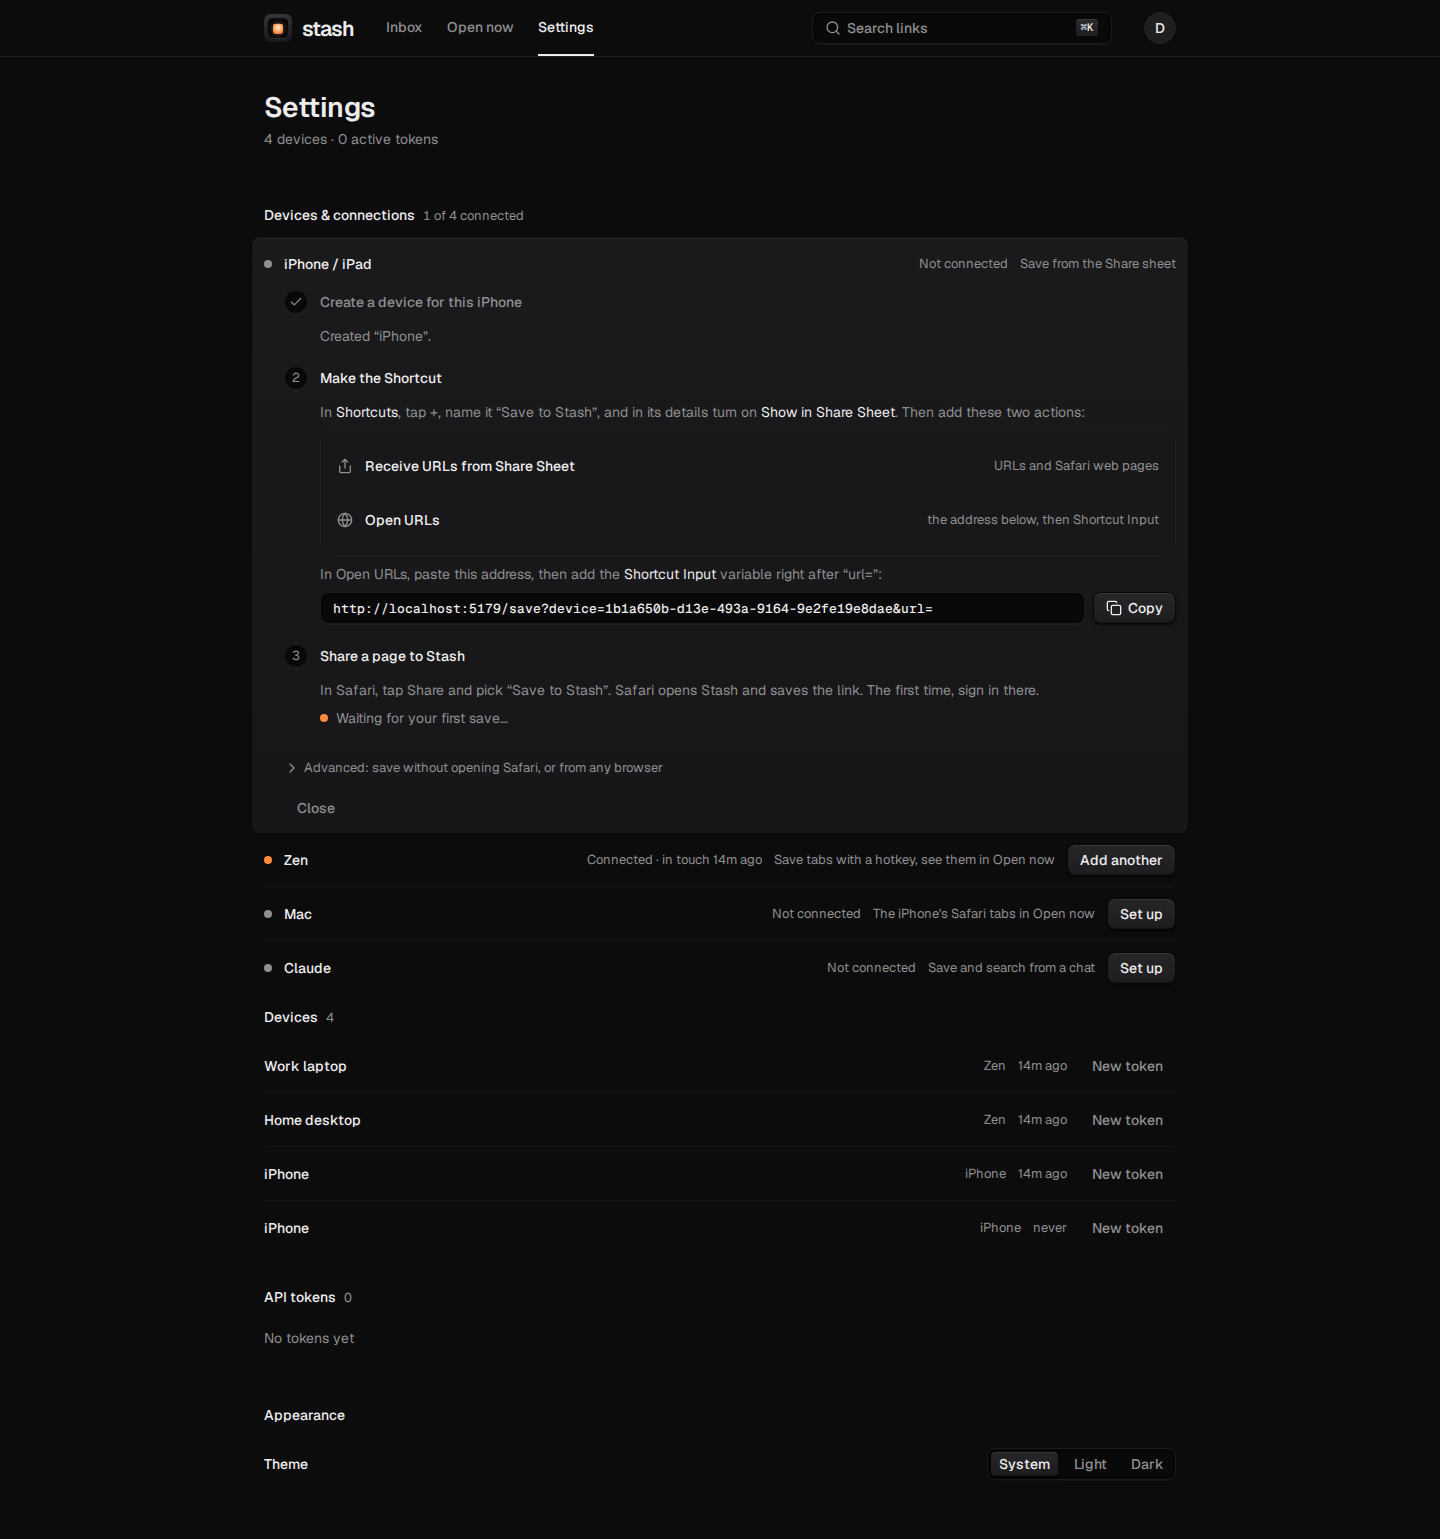 stash Inbox Open now Settings Search links ⌘K D
Settings
4 devices · 0 active tokens
Devices & connections 1 of 4 connected
iPhone / iPad Not connected Save from the Share sheet
Create a device for this iPhone
Created “iPhone”.
2 Make the Shortcut
In Shortcuts, tap +, name it “Save to Stash”, and in its details turn on Show in Share Sheet. Then add these two actions:
Receive URLs from Share Sheet URLs and Safari web pages
Open URLs the address below, then Shortcut Input
In Open URLs, paste this address, then add the Shortcut Input variable right after “url=”:
http://localhost:5179/save?device=1b1a650b-d13e-493a-9164-9e2fe19e8dae&url= Copy
3 Share a page to Stash
In Safari, tap Share and pick “Save to Stash”. Safari opens Stash and saves the link. The first time, sign in there.
Waiting for your first save…
Advanced: save without opening Safari, or from any browser
Close
Zen Connected · in touch 14m ago Save tabs with a hotkey, see them in Open now Add another
Mac Not connected The iPhone's Safari tabs in Open now Set up
Claude Not connected Save and search from a chat Set up
Devices 4
Work laptop Zen 14m ago New token
Home desktop Zen 14m ago New token
iPhone iPhone 14m ago New token
iPhone iPhone never New token
API tokens 0
No tokens yet
Appearance
Theme System Light Dark